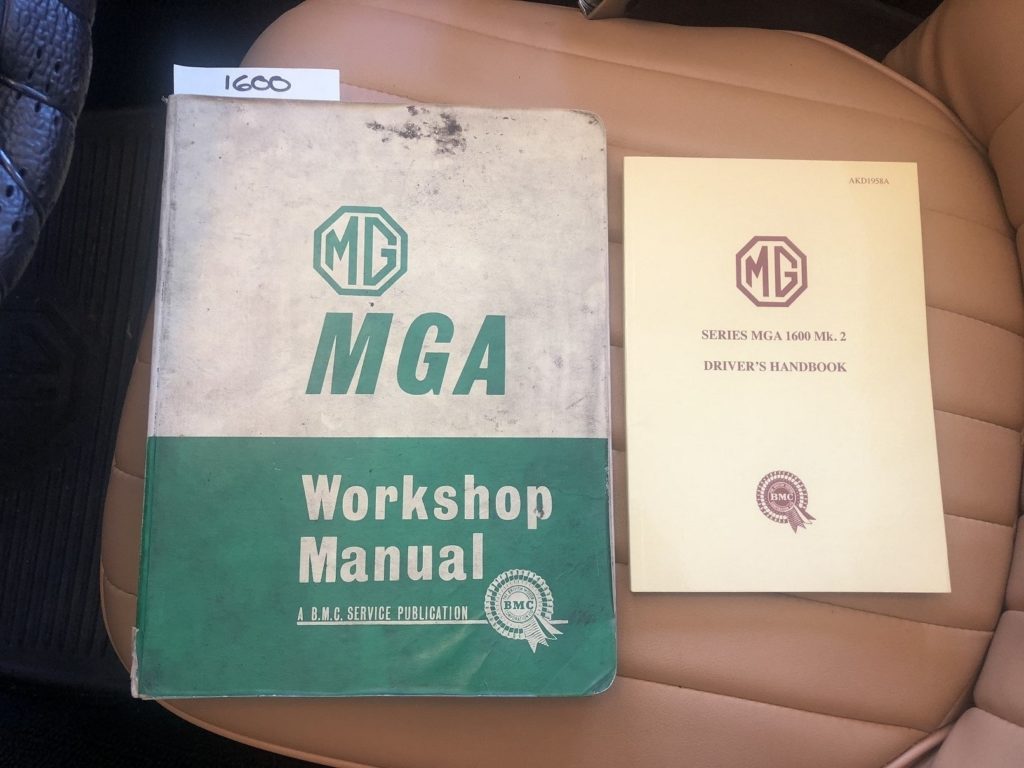 1600
MG
MGA
Workshop
Manual
A B.M.C. SERVICE PUBLICATION
BMC
AKD1958A
MG
SERIES MGA 1600 Mk. 2
DRIVER'S HANDBOOK
BMC